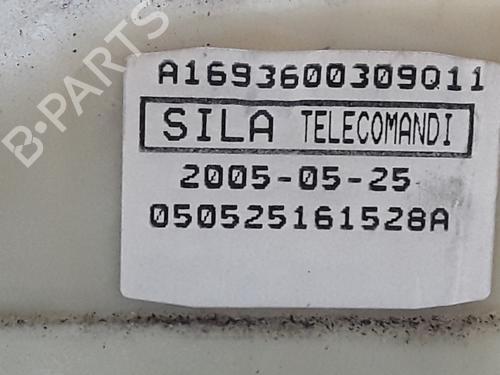 B-PARTS
A1693600309Q11
SILA TELECOMANDI
2005-05-25
050525161528A